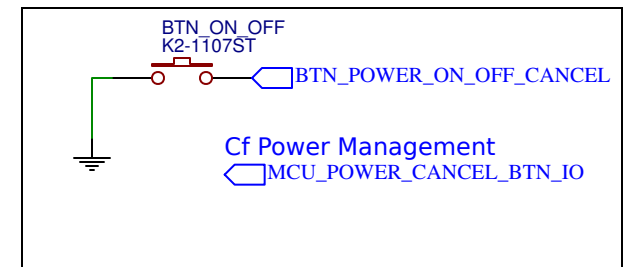 BTN_ON_OFF
K2-1107ST
BTN_POWER_ON_OFF_CANCEL
Cf Power Management
MCU_POWER_CANCEL_BTN_IO